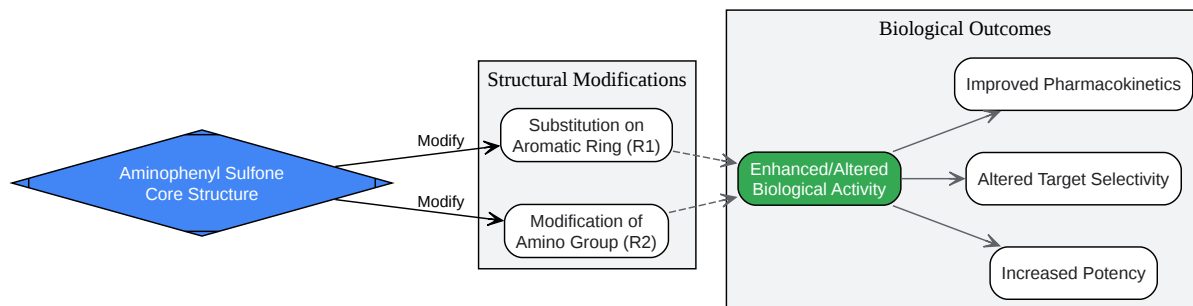 Aminophenyl Sulfone
Core Structure
Modify
Modify
Structural Modifications
Substitution on
Aromatic Ring (R1)
Modification of
Amino Group (R2)
Biological Outcomes
Enhanced/Altered
Biological Activity
Improved Pharmacokinetics
Altered Target Selectivity
Increased Potency